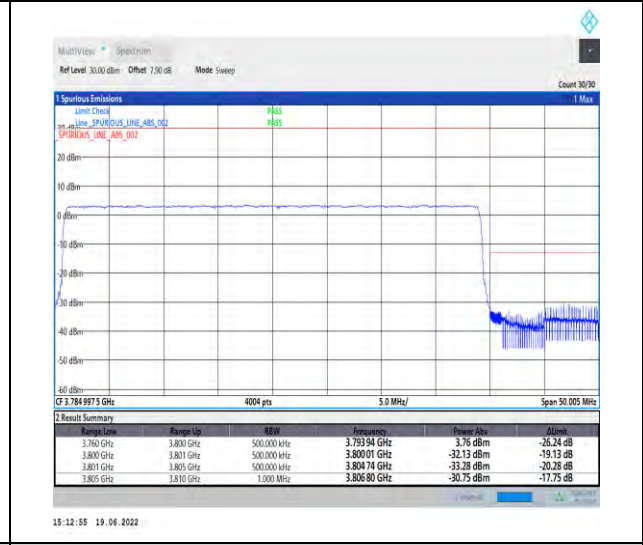 MultiView Spectrum
Ref Level 30.00 dBm Offset 7.90 dB Mode Sweep
Count 30/30
1 Spurious Emissions 1 Max
Limit Check PASS
Line_SPURIOUS_LINE_ABS_002 PASS
_SPURIOUS_LINE_ABS_002
20 dBm
10 dBm
0 dBm
-10 dBm
-20 dBm
-30 dBm
-40 dBm
-50 dBm
-60 dBm
CF 3.784 997 5 GHz 4004 pts 5.0 MHz/ Span 50.005 MHz
2 Result Summary
Range Low Range Up RBW Frequency Power Abs ΔLimit
3.760 GHz 3.800 GHz 500.000 kHz 3.793 94 GHz 3.76 dBm -26.24 dB
3.800 GHz 3.801 GHz 500.000 kHz 3.800 01 GHz -32.13 dBm -19.13 dB
3.801 GHz 3.805 GHz 500.000 kHz 3.804 74 GHz -33.28 dBm -20.28 dB
3.805 GHz 3.810 GHz 1.000 MHz 3.806 80 GHz -30.75 dBm -17.75 dB
15:12:55 19.06.2022